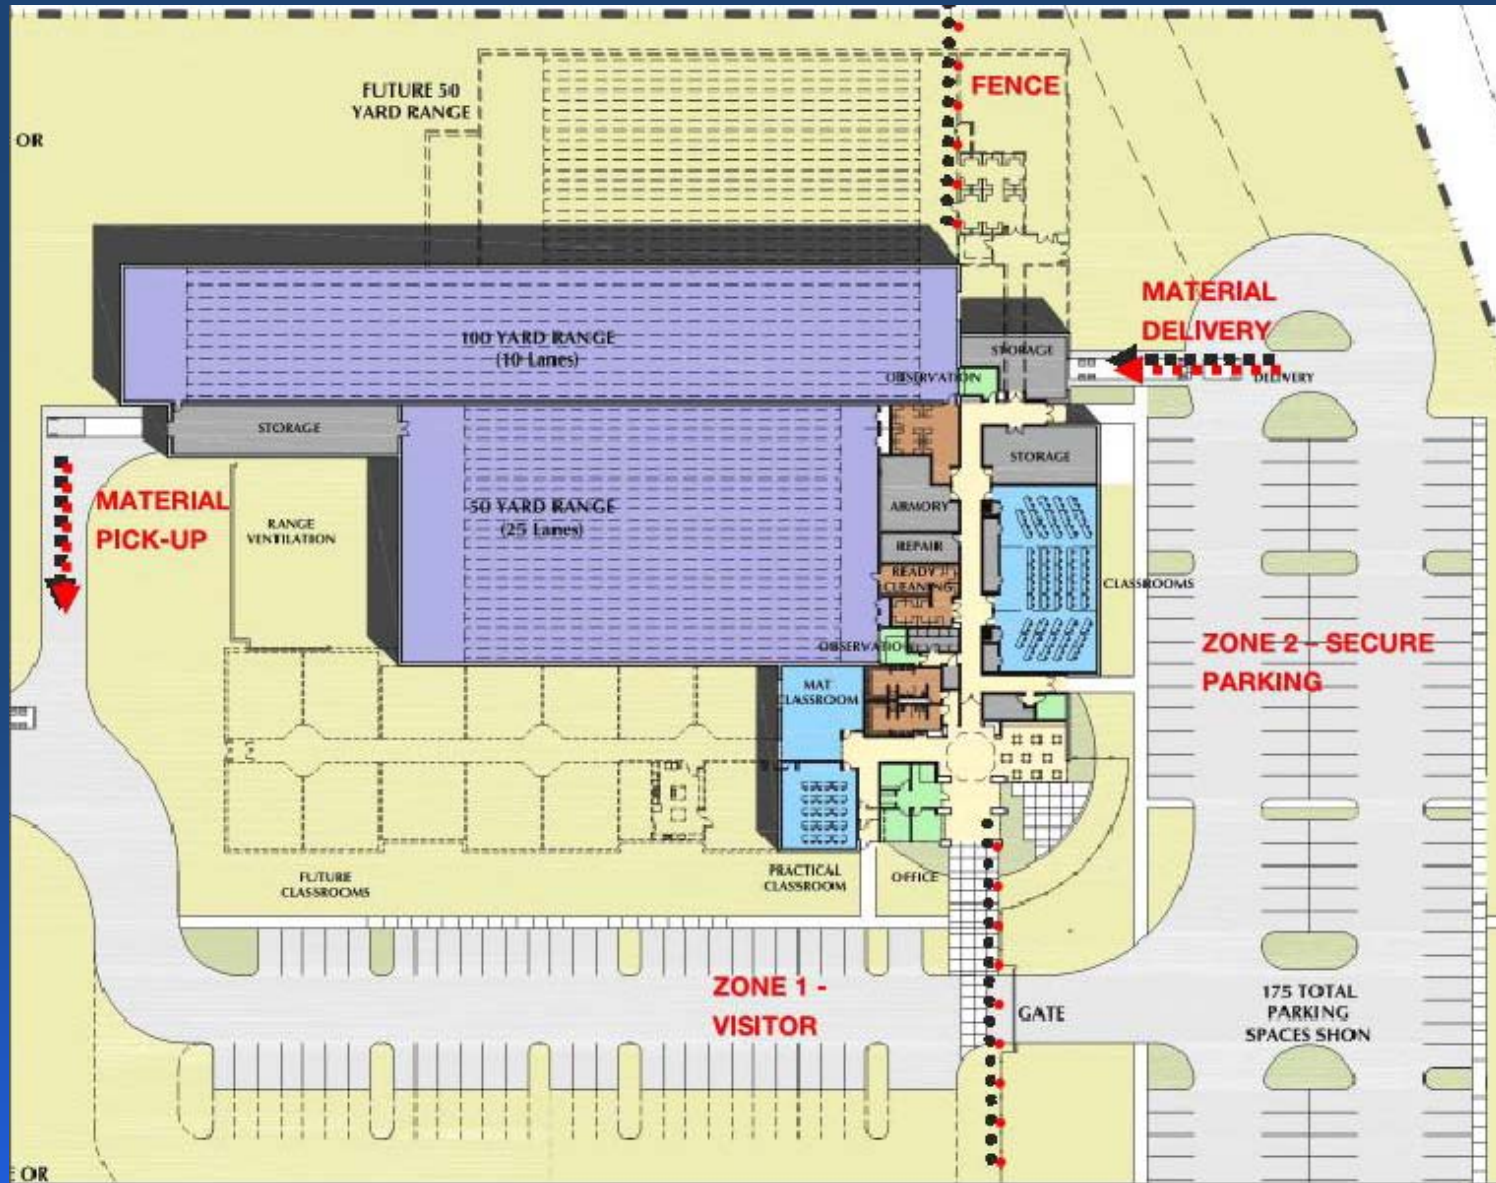 FENCE
FUTURE 50
YARD RANGE
OR
MATERIAL
DELIVERY
100 YARD RANGE
(10 Lanes)
STORAGE
OBSERVATION
DELIVERY
STORAGE
STORAGE
MATERIAL
PICK-UP
50 YARD RANGE
(25 Lanes)
ARMORY
RANGE
VENTILATION
REPAIR
READY
CLEANING
CLASSROOMS
OBSERVATIO
ZONE 2 – SECURE
PARKING
MAT
CLASSROOM
FUTURE
CLASSROOMS
PRACTICAL
CLASSROOM
OFFICE
ZONE 1 -
VISITOR
GATE
175 TOTAL
PARKING
SPACES SHON
E OR